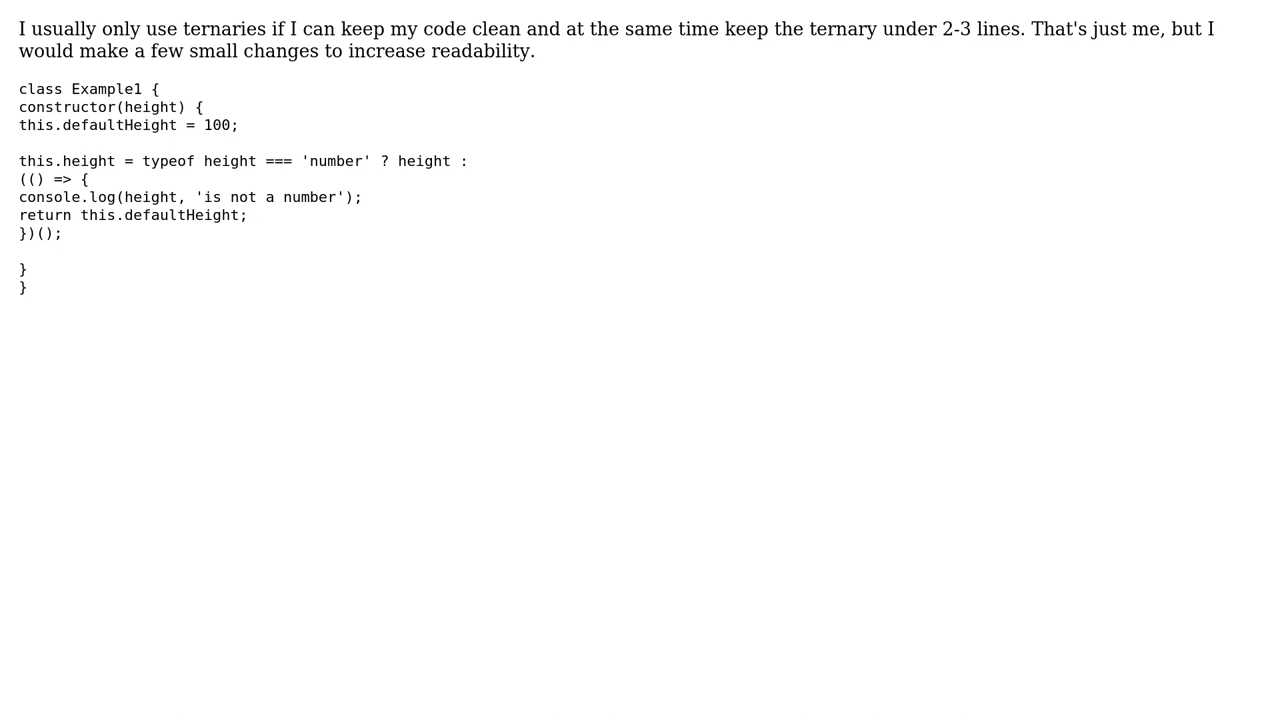 I usually only use ternaries if I can keep my code clean and at the same time keep the ternary under 2-3 lines. That's just me, but I
would make a few small changes to increase readability.
class Example1 {
constructor(height) {
this.defaultHeight = 100;
this.height = typeof height === 'number' ? height :
(() => {
console.log(height, 'is not a number');
return this.defaultHeight;
})();
}
}